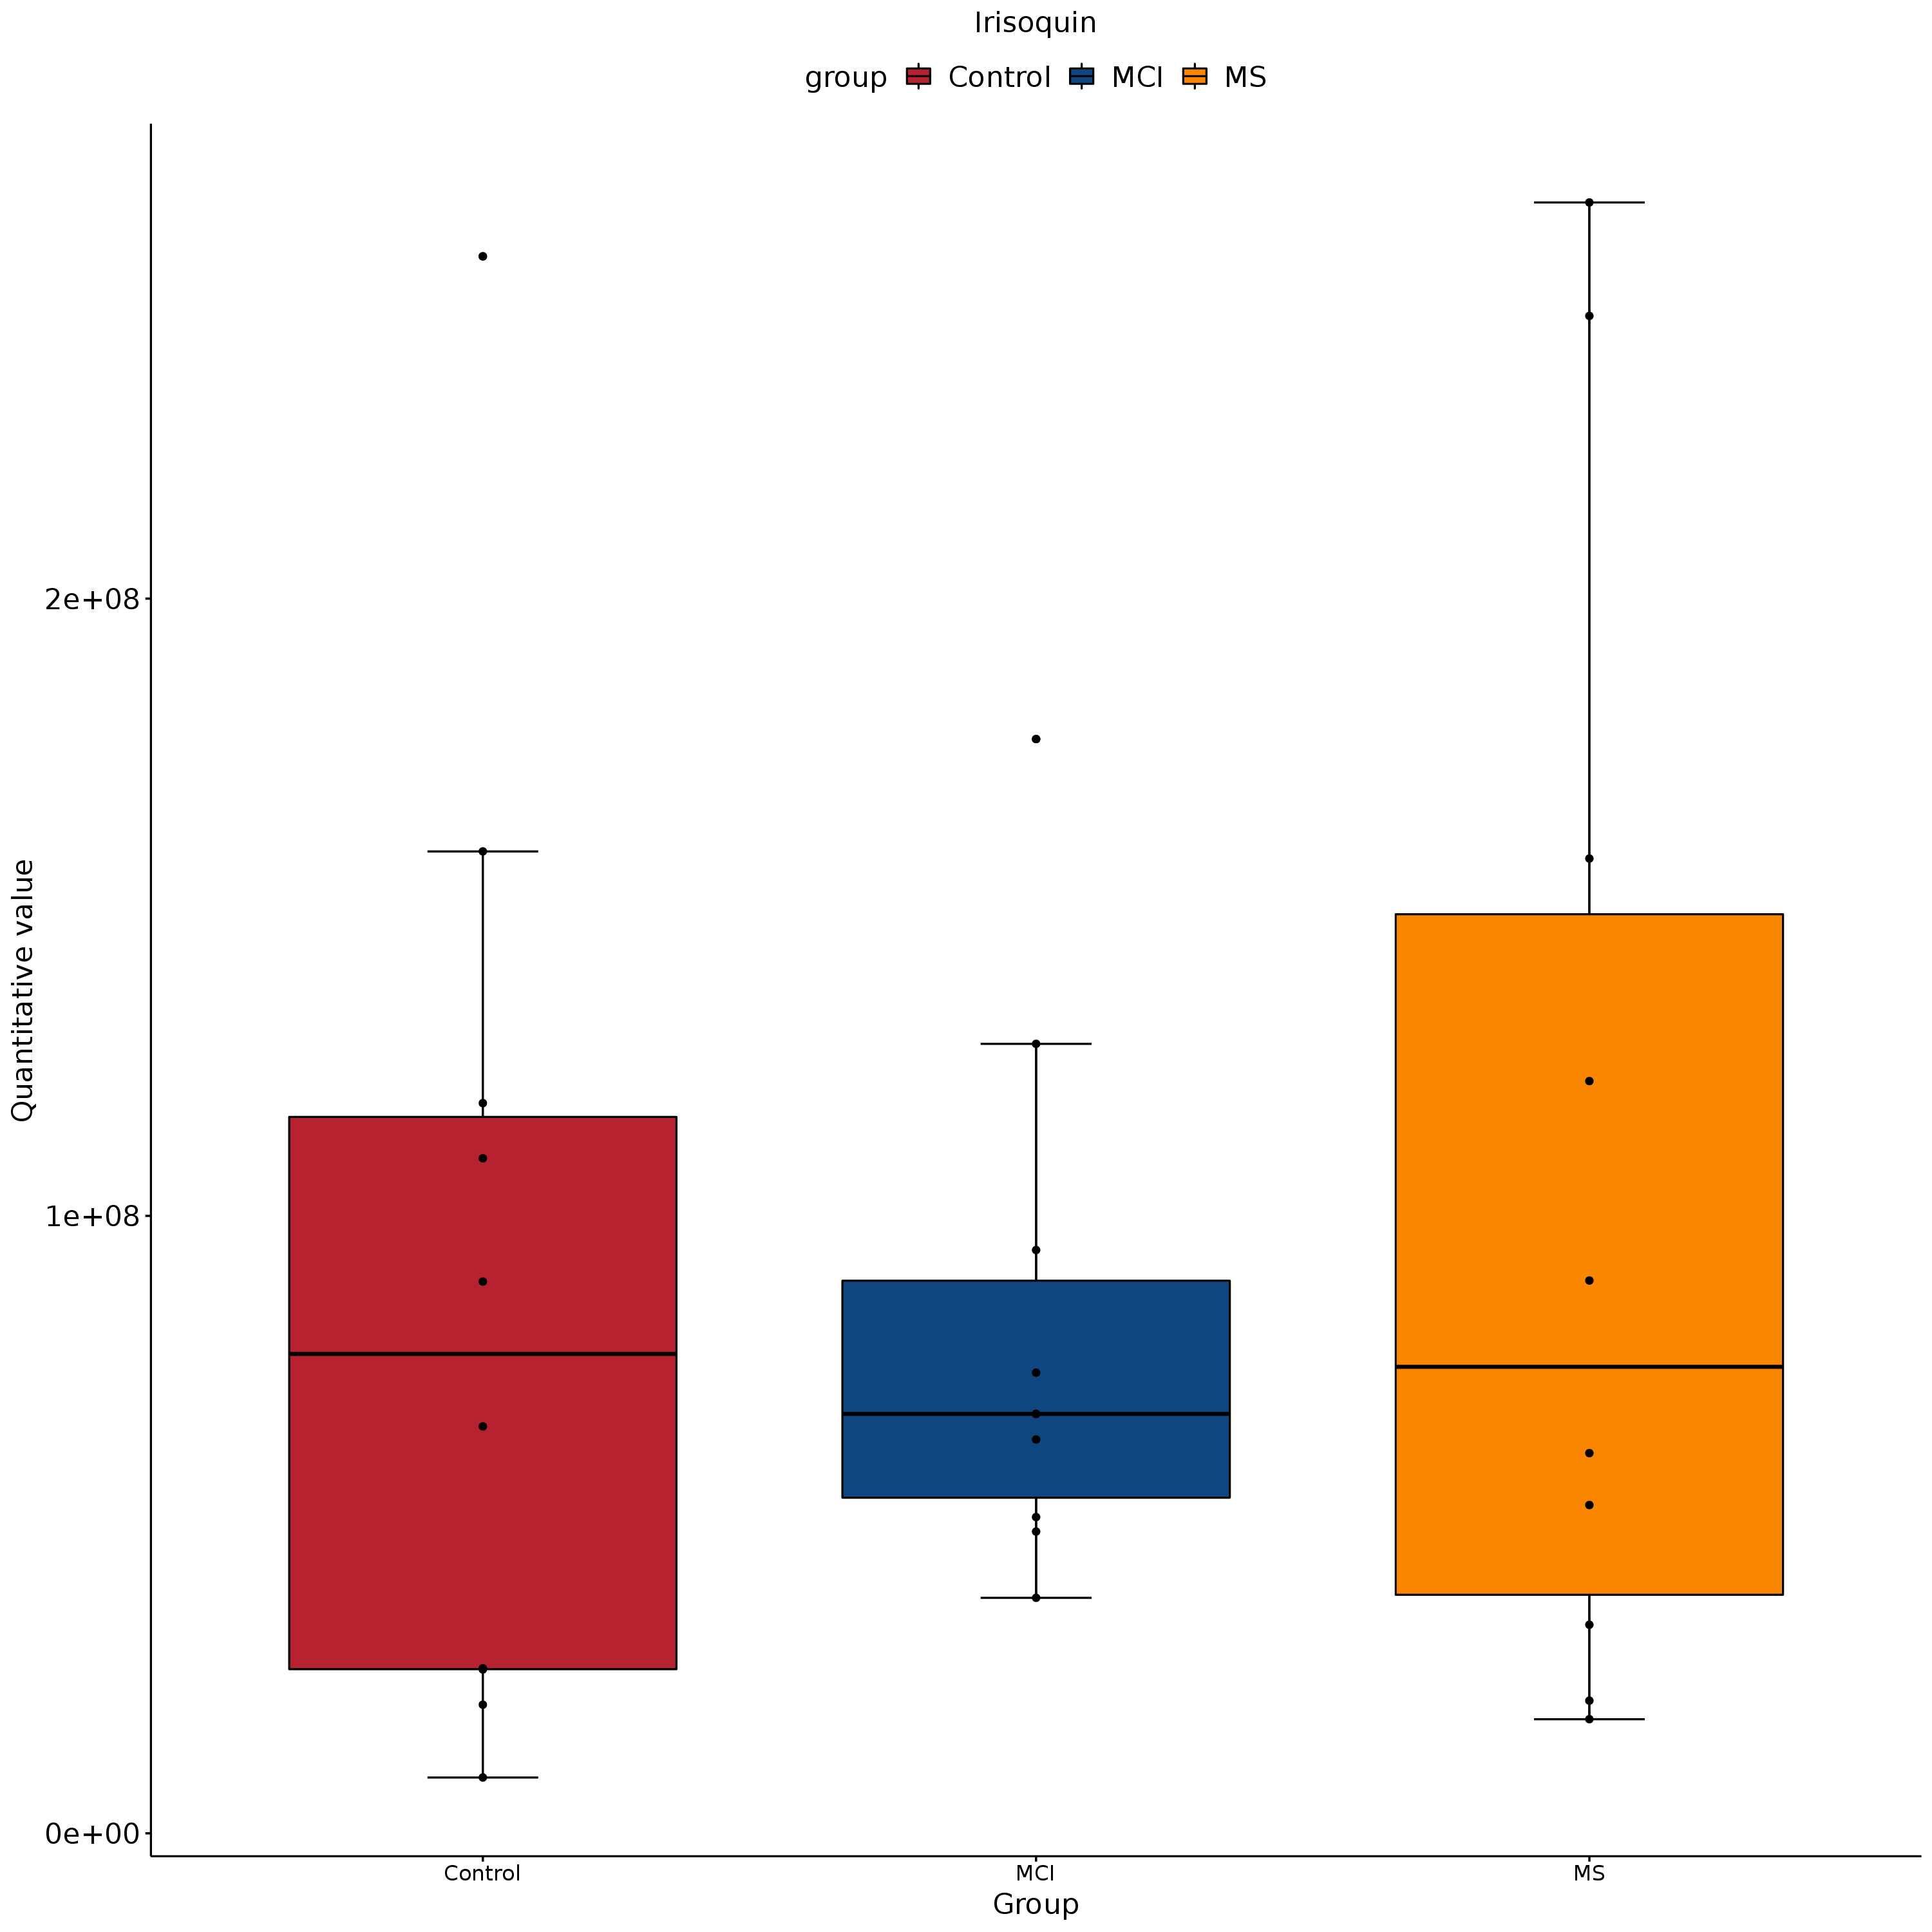 Irisoquin
group Control MCI MS
Quantitative value
2e+08
1e+08
0e+00
Control MCI MS
Group